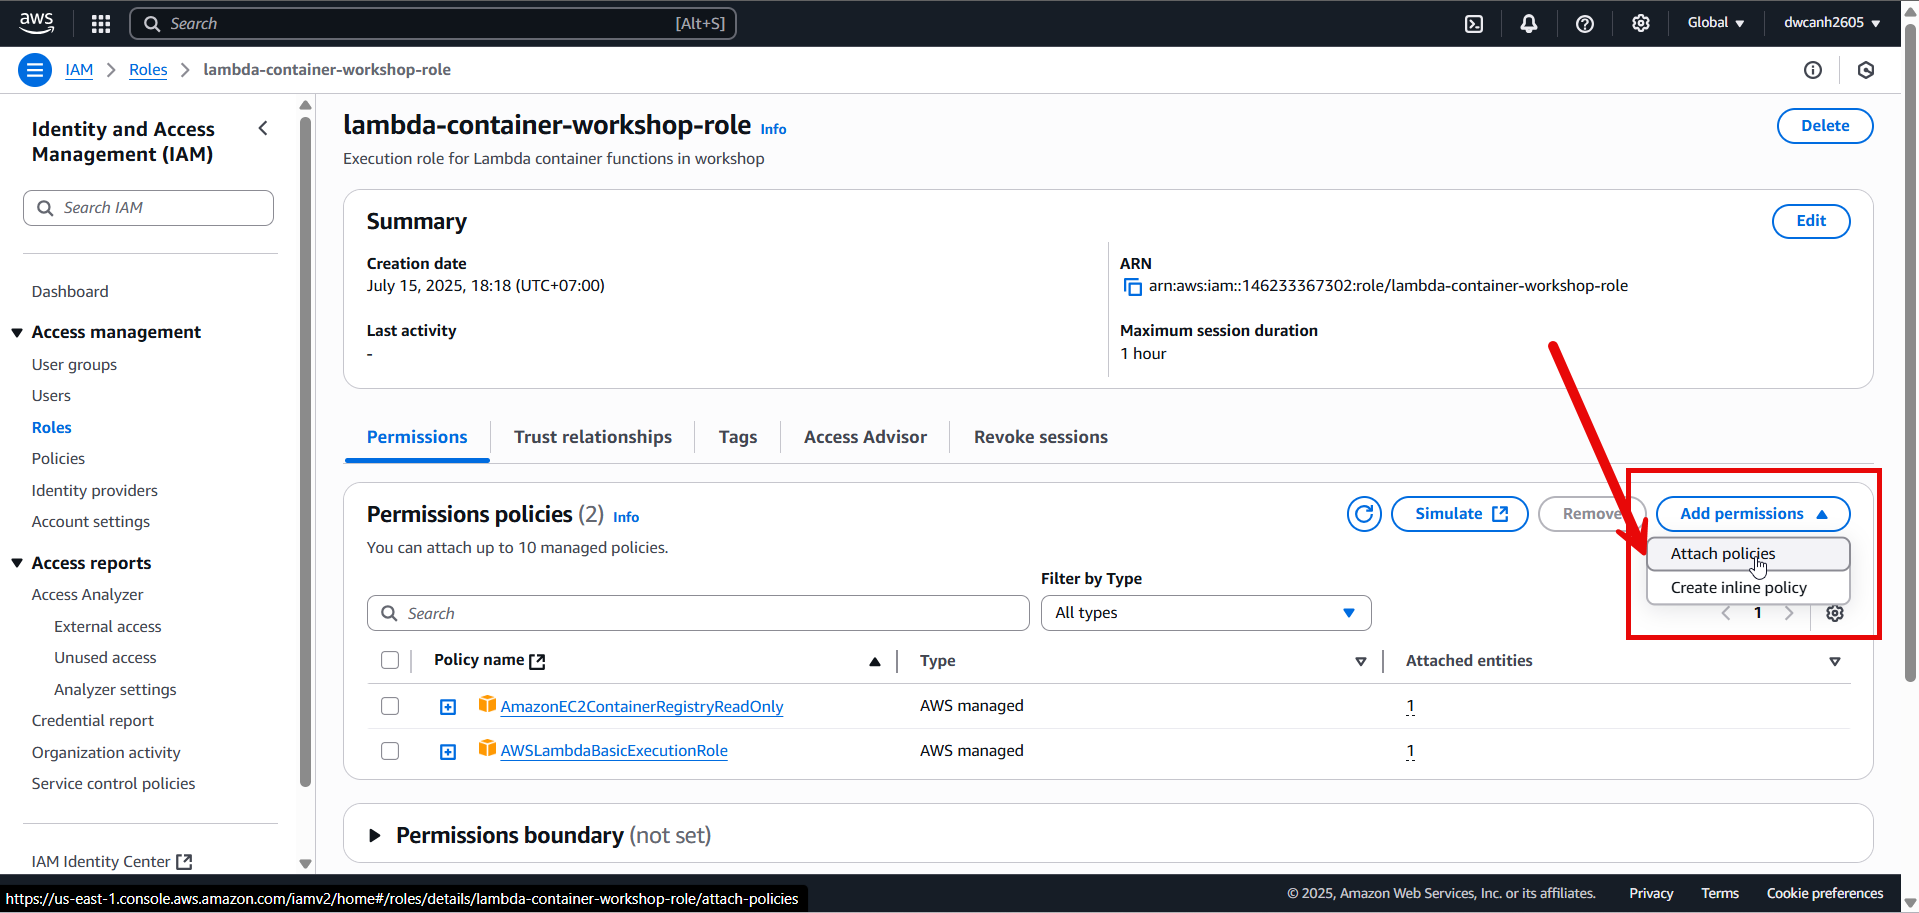 aws
Search [Alt+S]
Global
dwcanh2605
IAM
Roles
lambda-container-workshop-role
Identity and Access
Management (IAM)
Search IAM
Dashboard
Access management
User groups
Users
Roles
Policies
Identity providers
Account settings
Access reports
Access Analyzer
External access
Unused access
Analyzer settings
Credential report
Organization activity
Service control policies
IAM Identity Center
lambda-container-workshop-role Info
Delete
Execution role for Lambda container functions in workshop
Summary
Edit
Creation date
July 15, 2025, 18:18 (UTC+07:00)
ARN
arn:aws:iam::146233367302:role/lambda-container-workshop-role
Last activity
-
Maximum session duration
1 hour
Permissions
Trust relationships
Tags
Access Advisor
Revoke sessions
Permissions policies (2) Info
You can attach up to 10 managed policies.
Simulate
Remove
Add permissions
Attach policies
Create inline policy
Filter by Type
Search
All types
1
Policy name
Type
Attached entities
AmazonEC2ContainerRegistryReadOnly
AWS managed
1
AWSLambdaBasicExecutionRole
AWS managed
1
Permissions boundary (not set)
https://us-east-1.console.aws.amazon.com/iamv2/home#/roles/details/lambda-container-workshop-role/attach-policies
© 2025, Amazon Web Services, Inc. or its affiliates.
Privacy
Terms
Cookie preferences